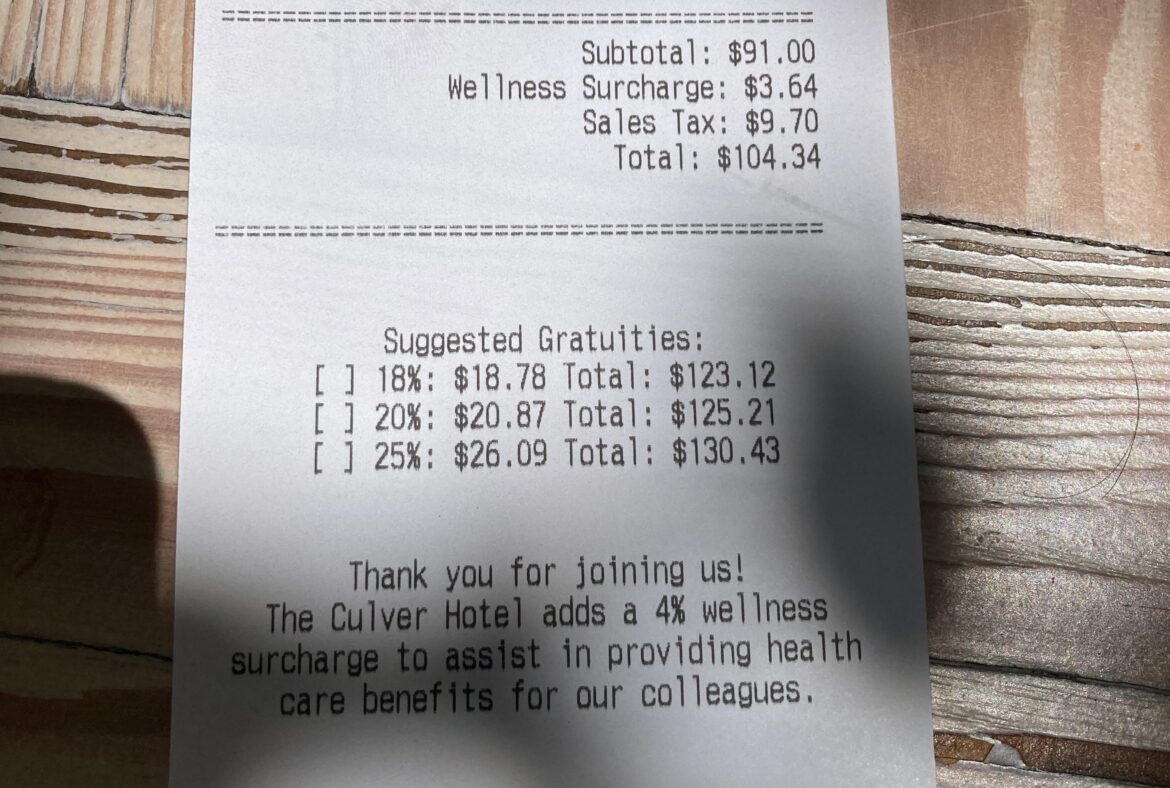 Subtotal: $91.00
Wellness Surcharge: $3.64
Sales Tax: $9.70
Total: $104.34
Suggested Gratuities:
[ ] 18%: $18.78 Total: $123.12
[ ] 20%: $20.87 Total: $125.21
[ ] 25%: $26.09 Total: $130.43
Thank you for joining us!
The Culver Hotel adds a 4% wellness
surcharge to assist in providing health
care benefits for our colleagues.